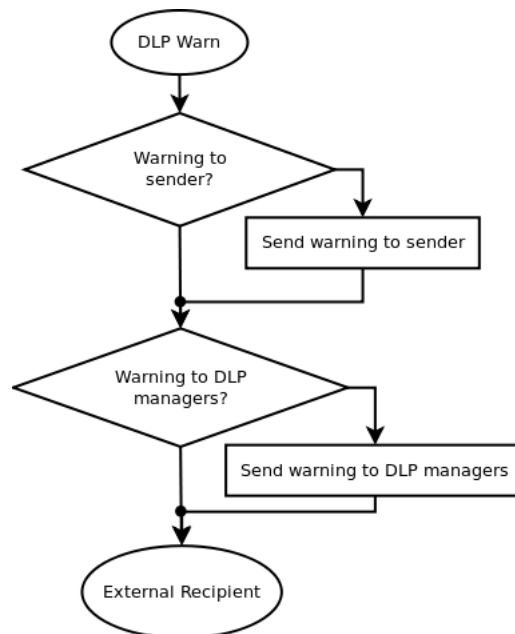 DLP Warn
Warning to
sender?
Send warning to sender
Warning to DLP
managers?
Send warning to DLP managers
External Recipient